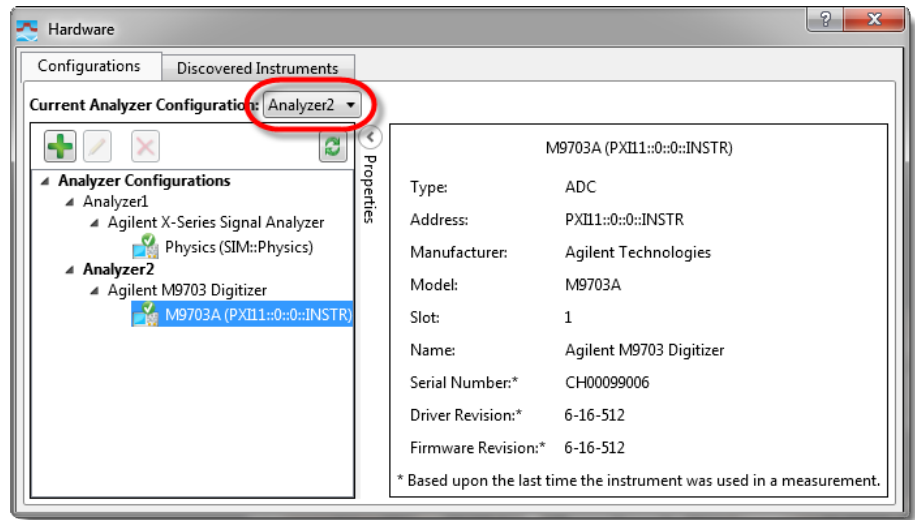 Hardware
?
X
Configurations
Discovered Instruments
Current Analyzer Configuration: Analyzer2
Properties
Analyzer Configurations
Analyzer1
Agilent X-Series Signal Analyzer
Physics (SIM::Physics)
Analyzer2
Agilent M9703 Digitizer
M9703A (PXI11::0::0::INSTR)
M9703A (PXI11::0::0::INSTR)
Type: ADC
Address: PXI11::0::0::INSTR
Manufacturer: Agilent Technologies
Model: M9703A
Slot: 1
Name: Agilent M9703 Digitizer
Serial Number:* CH00099006
Driver Revision:* 6-16-512
Firmware Revision:* 6-16-512
* Based upon the last time the instrument was used in a measurement.